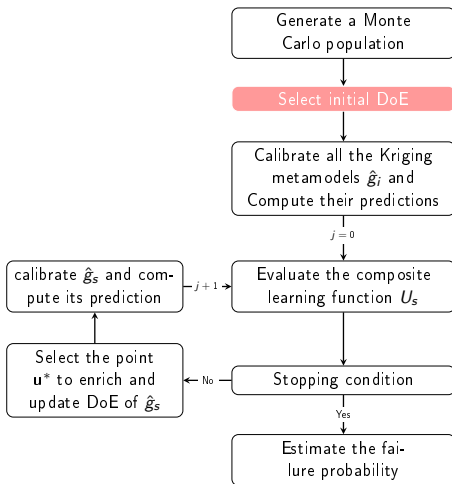 Generate a Monte
Carlo population
Select initial DoE
Calibrate all the Kriging
metamodels ĝᵢ and
Compute their predictions
j = 0
calibrate ĝₛ and com-
pute its prediction
j + 1
Evaluate the composite
learning function Uₛ
Select the point
u* to enrich and
update DoE of ĝₛ
No
Stopping condition
Yes
Estimate the fai-
lure probability